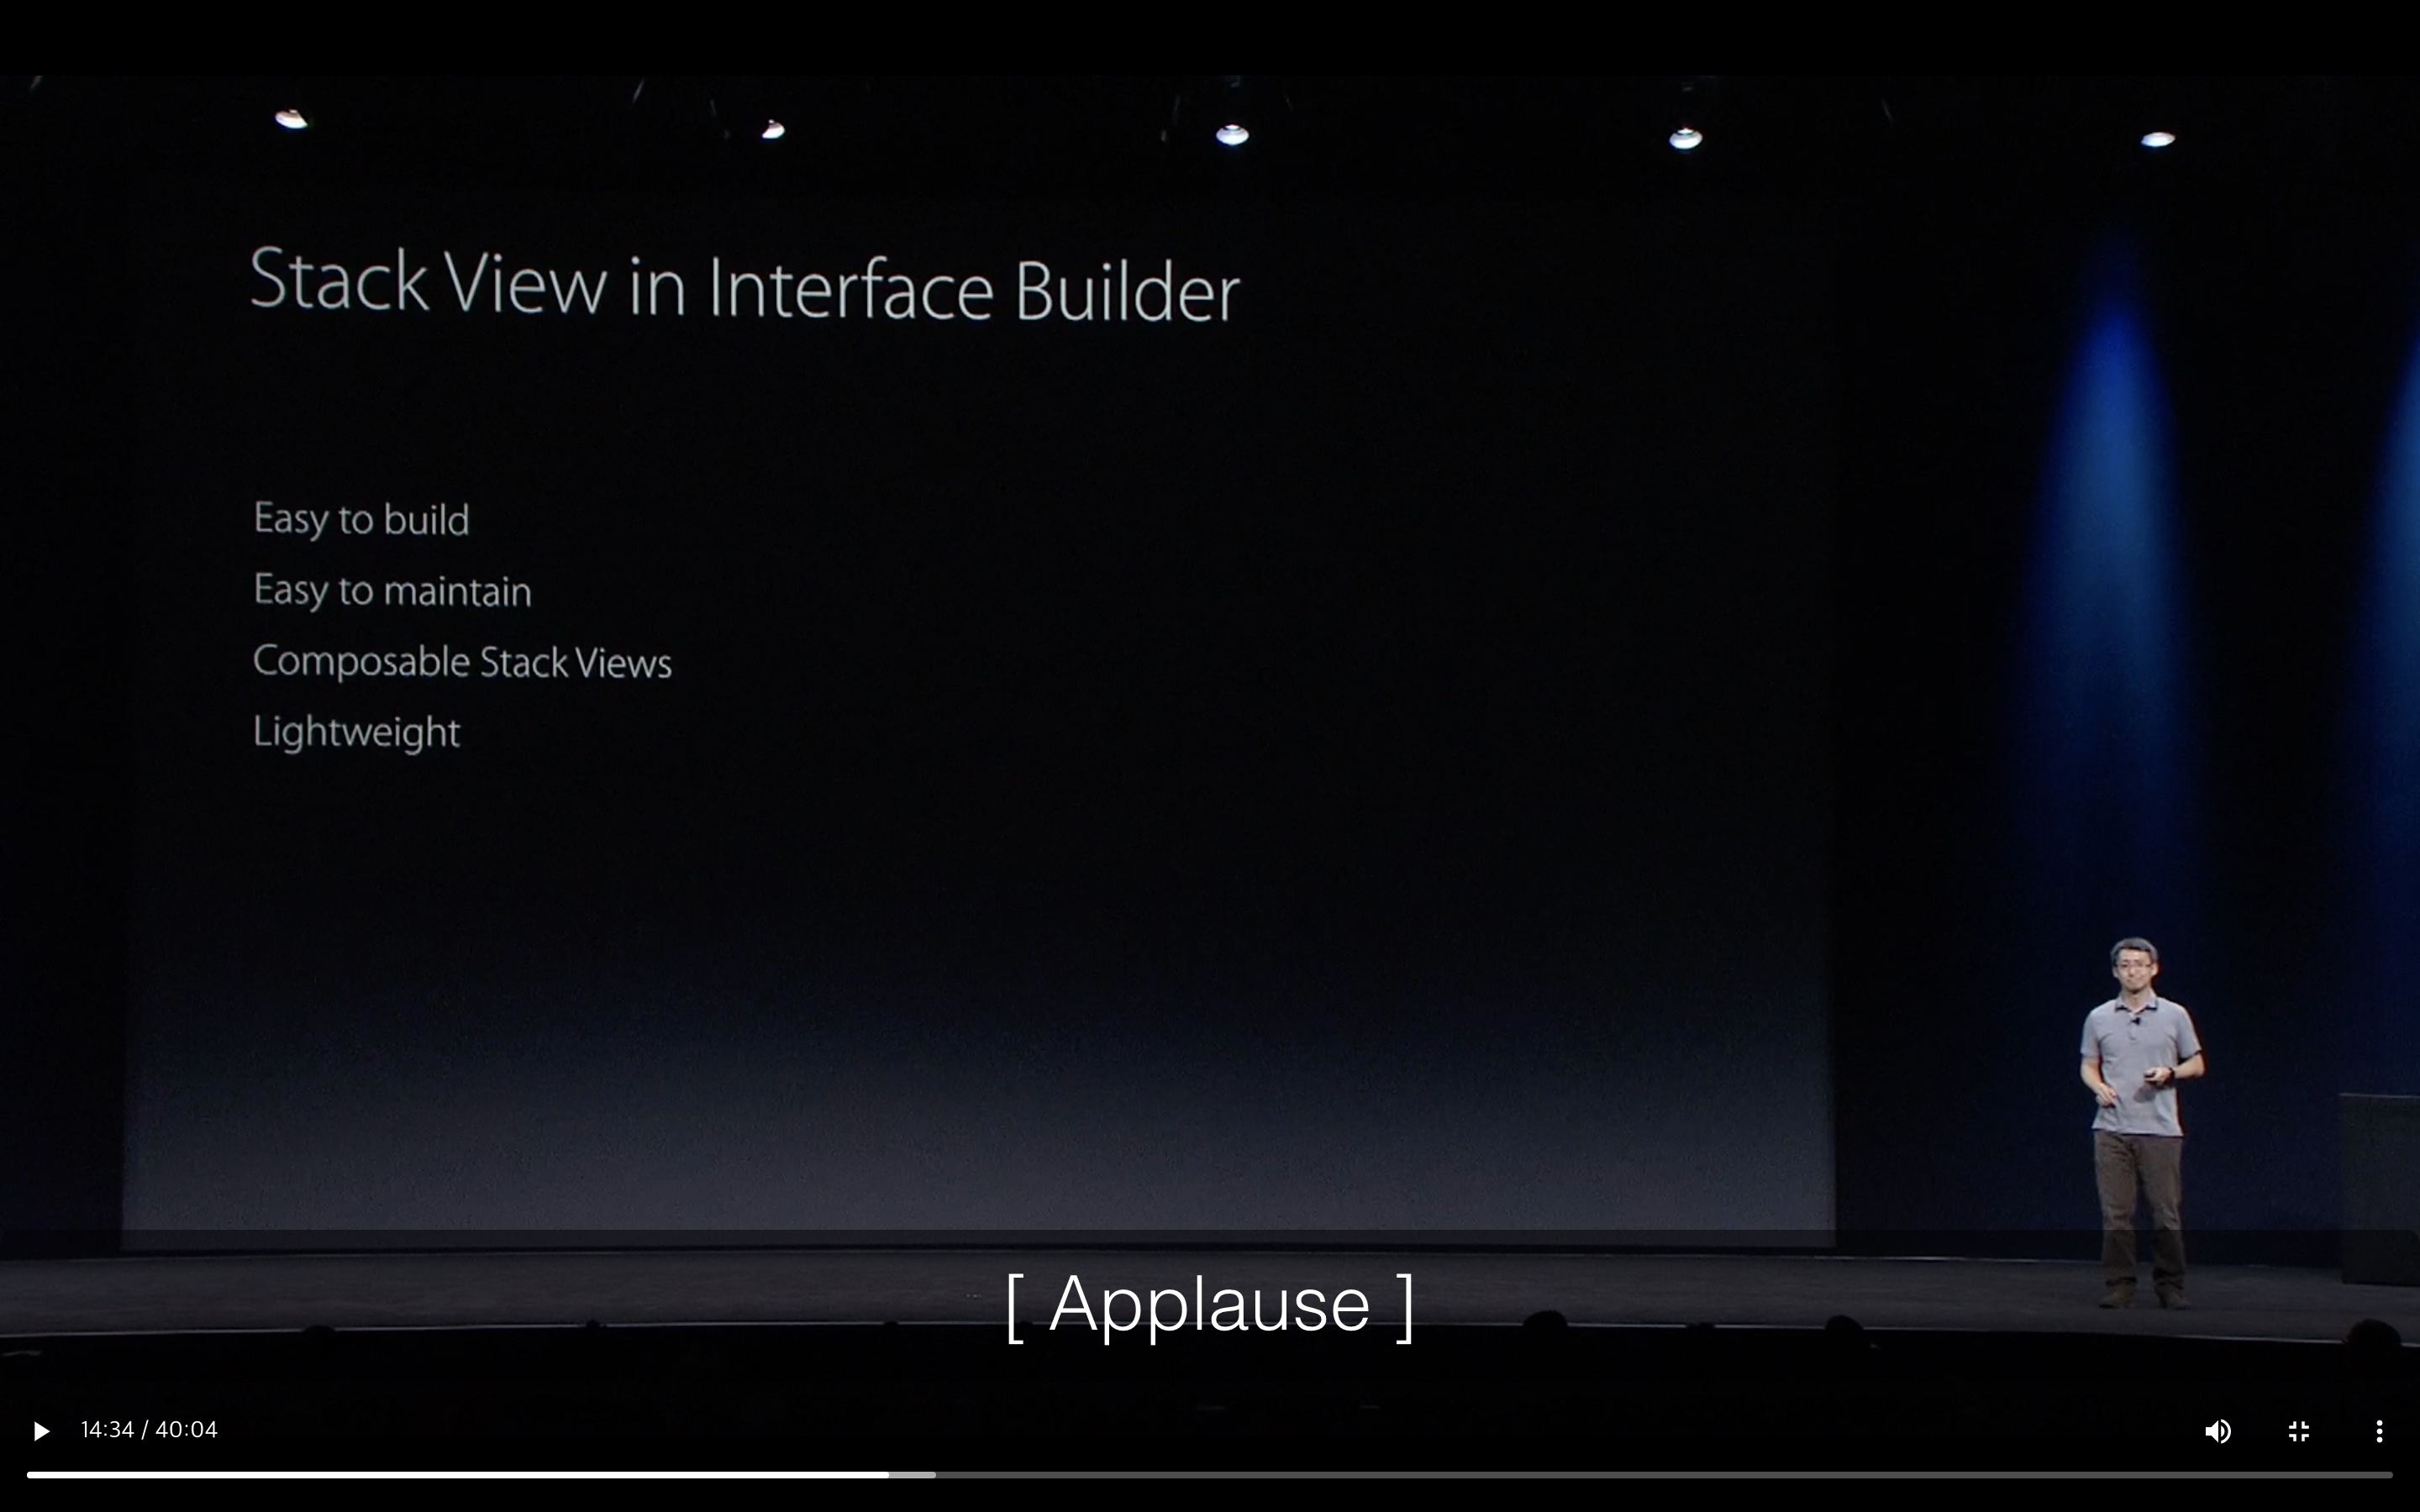 Stack View in Interface Builder
Easy to build
Easy to maintain
Composable Stack Views
Lightweight
[ Applause ]
14:34 / 40:04